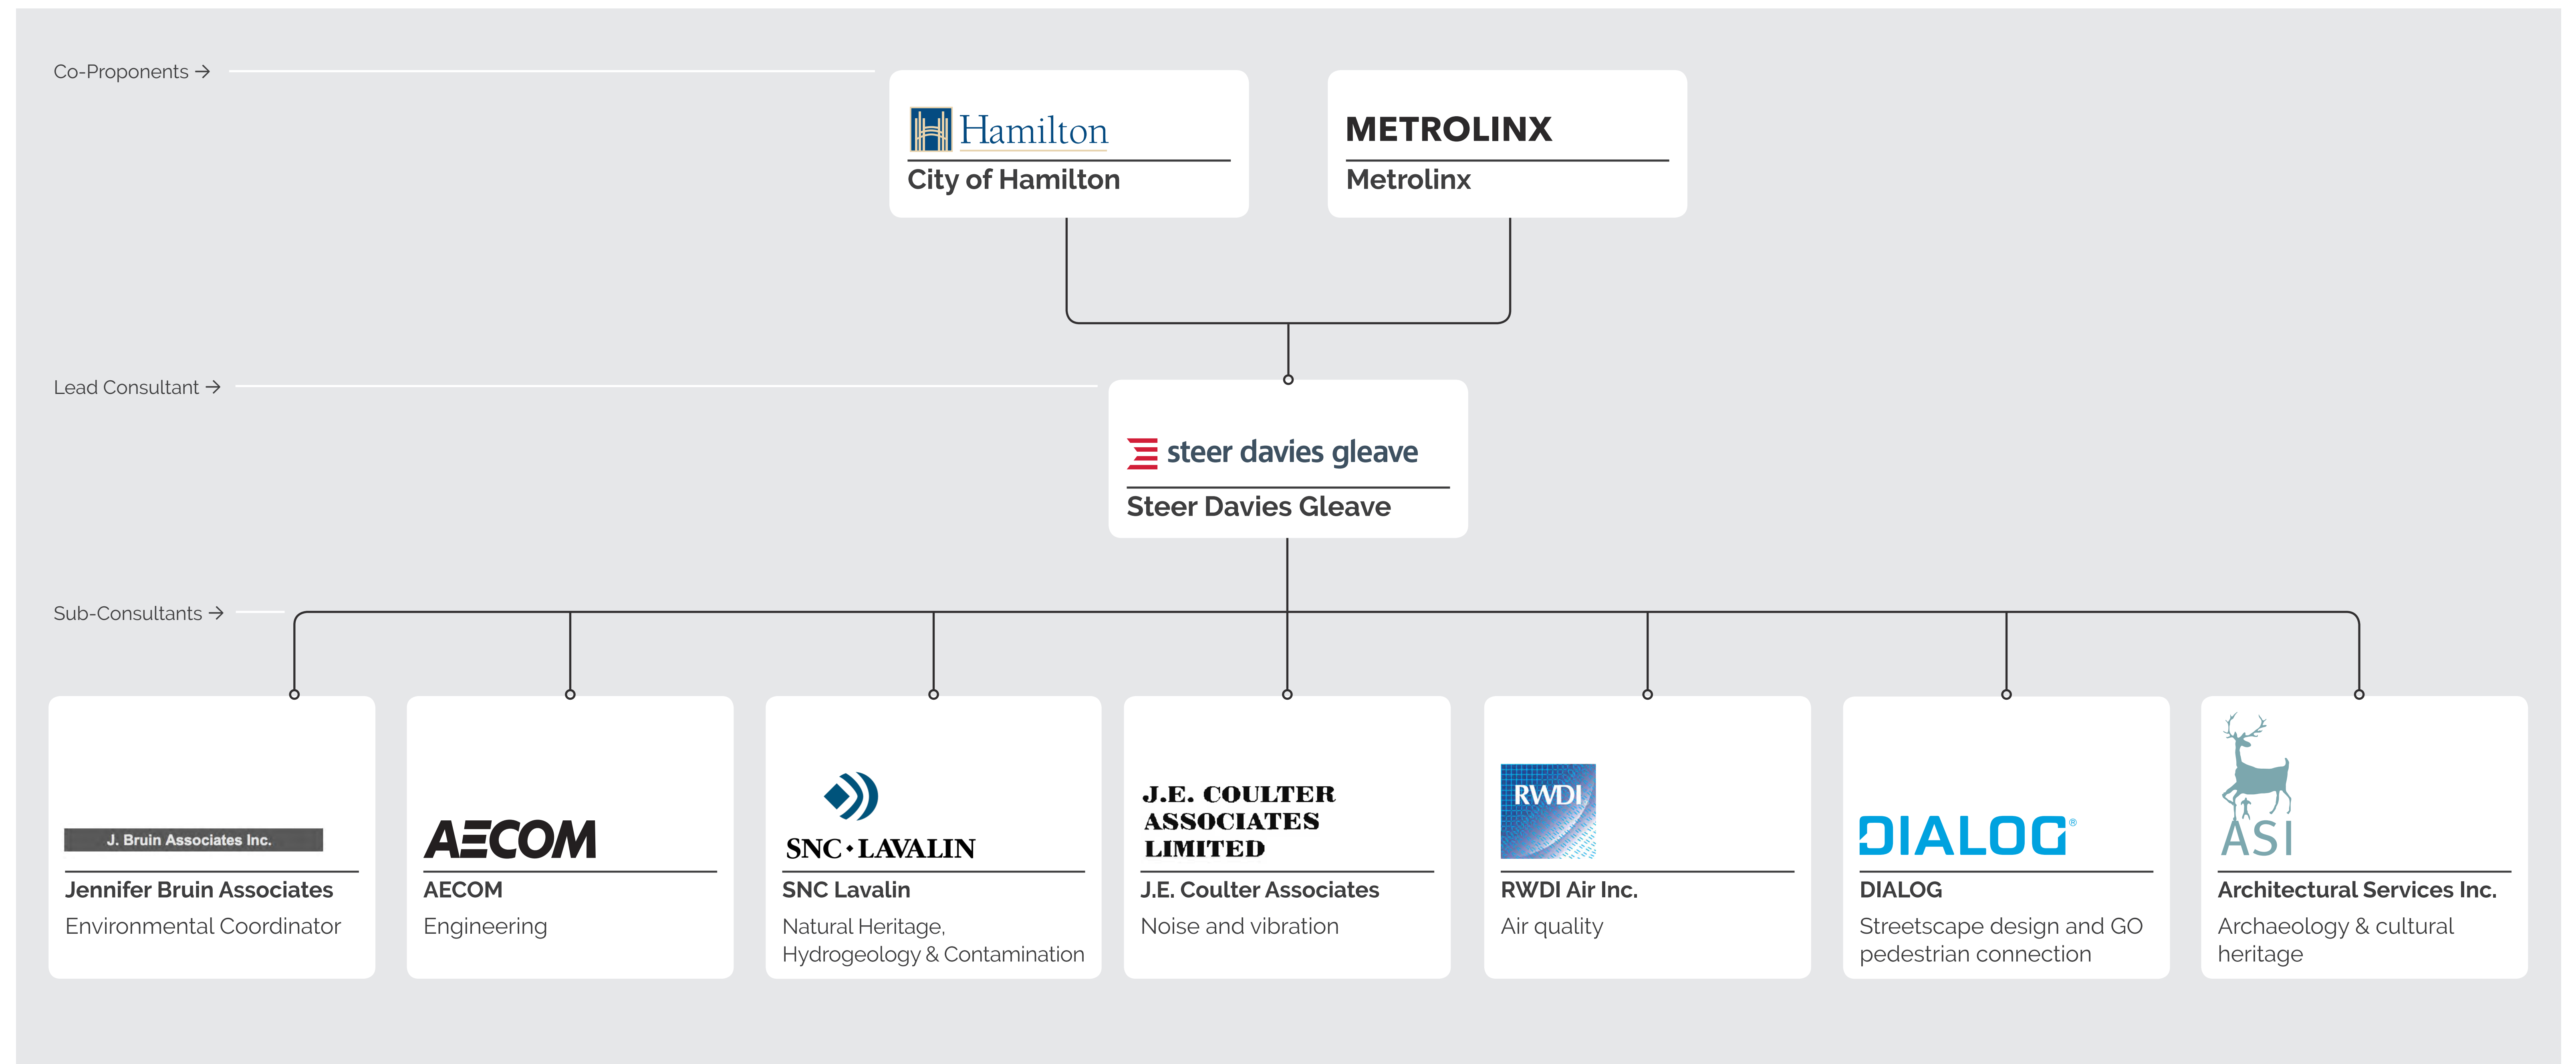 Co-Proponents →
Hamilton
City of Hamilton
METROLINX
Metrolinx
Lead Consultant →
steer davies gleave
Steer Davies Gleave
Sub-Consultants →
J. Bruin Associates Inc.
Jennifer Bruin Associates
Environmental Coordinator
AECOM
AECOM
Engineering
SNC • LAVALIN
SNC Lavalin
Natural Heritage,
Hydrogeology & Contamination
J.E. COULTER
ASSOCIATES
LIMITED
J.E. Coulter Associates
Noise and vibration
RWDI
RWDI Air Inc.
Air quality
DIALOG®
DIALOG
Streetscape design and GO
pedestrian connection
ASI
Architectural Services Inc.
Archaeology & cultural
heritage